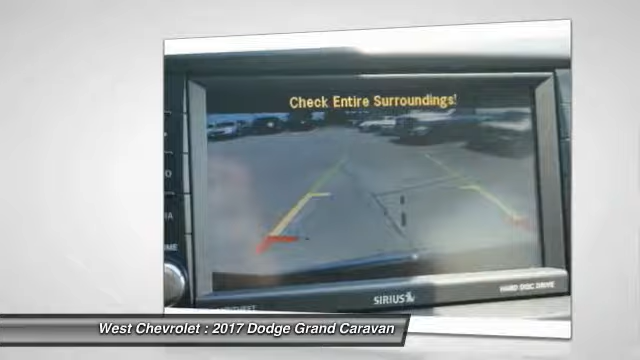 Check Entire Surroundings!
SIRIUS
HARD DISC DRIVE
West Chevrolet : 2017 Dodge Grand Caravan